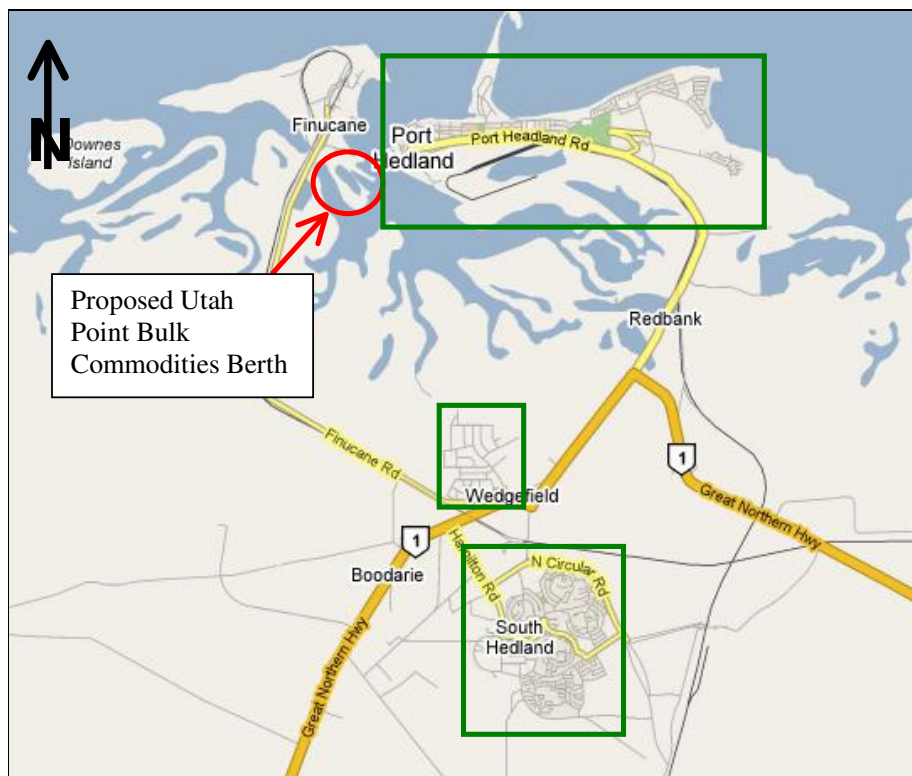 N
Downes
Island
Finucane
Port
Hedland
Port Headland Rd
Proposed Utah
Point Bulk
Commodities Berth
Redbank
Finucane Rd
Wedgefield
1
Great Northern Hwy
1
Boodarie
Hamilton Rd
N Circular Rd
South
Hedland
Great Northern Hwy